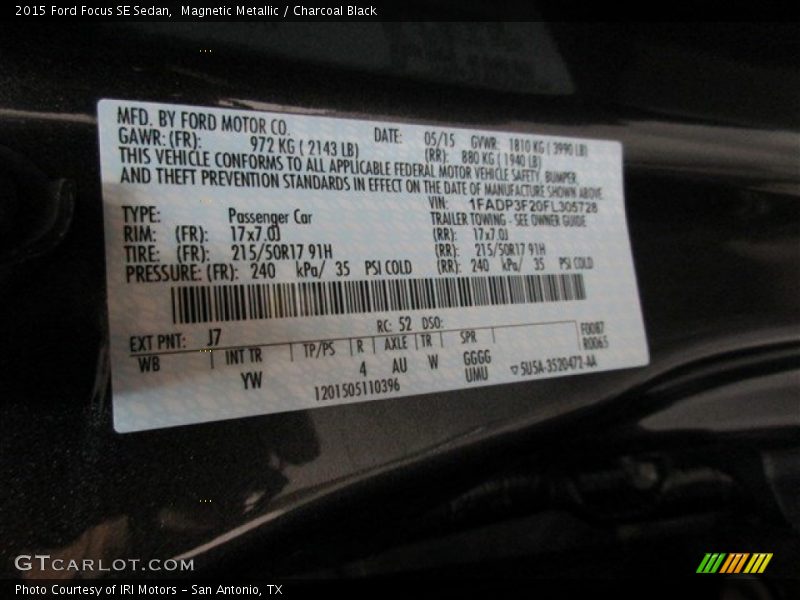 2015 Ford Focus SE Sedan, Magnetic Metallic / Charcoal Black
MFD. BY FORD MOTOR CO.
DATE: 05/15 GVWR: 1810 KG ( 3990 LB)
GAWR: (FR): 972 KG ( 2143 LB) (RR): 880 KG ( 1940 LB)
THIS VEHICLE CONFORMS TO ALL APPLICABLE FEDERAL MOTOR VEHICLE SAFETY, BUMPER,
AND THEFT PREVENTION STANDARDS IN EFFECT ON THE DATE OF MANUFACTURE SHOWN ABOVE.
VIN: 1FADP3F20FL305728
TYPE: Passenger Car TRAILER TOWING - SEE OWNER GUIDE
RIM: (FR): 17x7.0J (RR): 17x7.0J
TIRE: (FR): 215/50R17 91H (RR): 215/50R17 91H
PRESSURE: (FR): 240 kPa/ 35 PSI COLD (RR): 240 kPa/ 35 PSI COLD
RC: 52 DSO:
EXT PNT: J7 F0087
R0065
WB INT TR TP/PS R AXLE TR SPR
YW 4 AU W GGGG
UMU
1201505110396 5U5A-3520472-AA
GTCARLOT.COM
Photo Courtesy of IRI Motors - San Antonio, TX